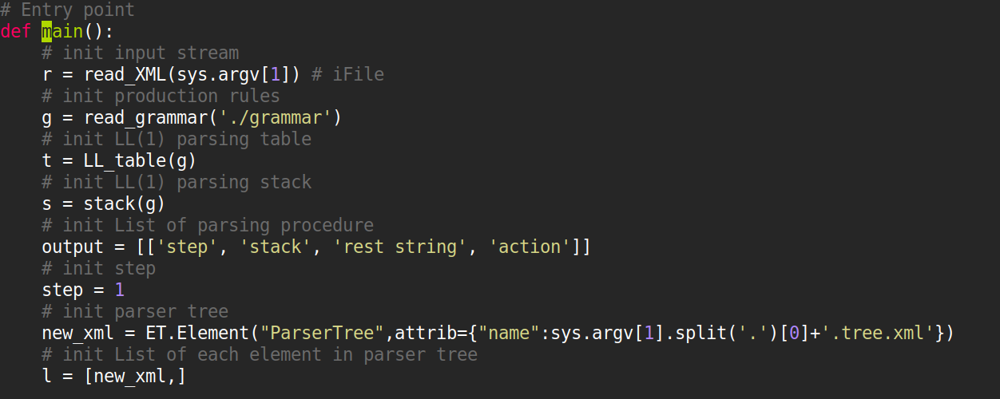 # Entry point
def main():
    # init input stream
    r = read_XML(sys.argv[1]) # iFile
    # init production rules
    g = read_grammar('./grammar')
    # init LL(1) parsing table
    t = LL_table(g)
    # init LL(1) parsing stack
    s = stack(g)
    # init List of parsing procedure
    output = [['step', 'stack', 'rest string', 'action']]
    # init step
    step = 1
    # init parser tree
    new_xml = ET.Element("ParserTree",attrib={"name":sys.argv[1].split('.')[0]+'.tree.xml'})
    # init List of each element in parser tree
    l = [new_xml,]